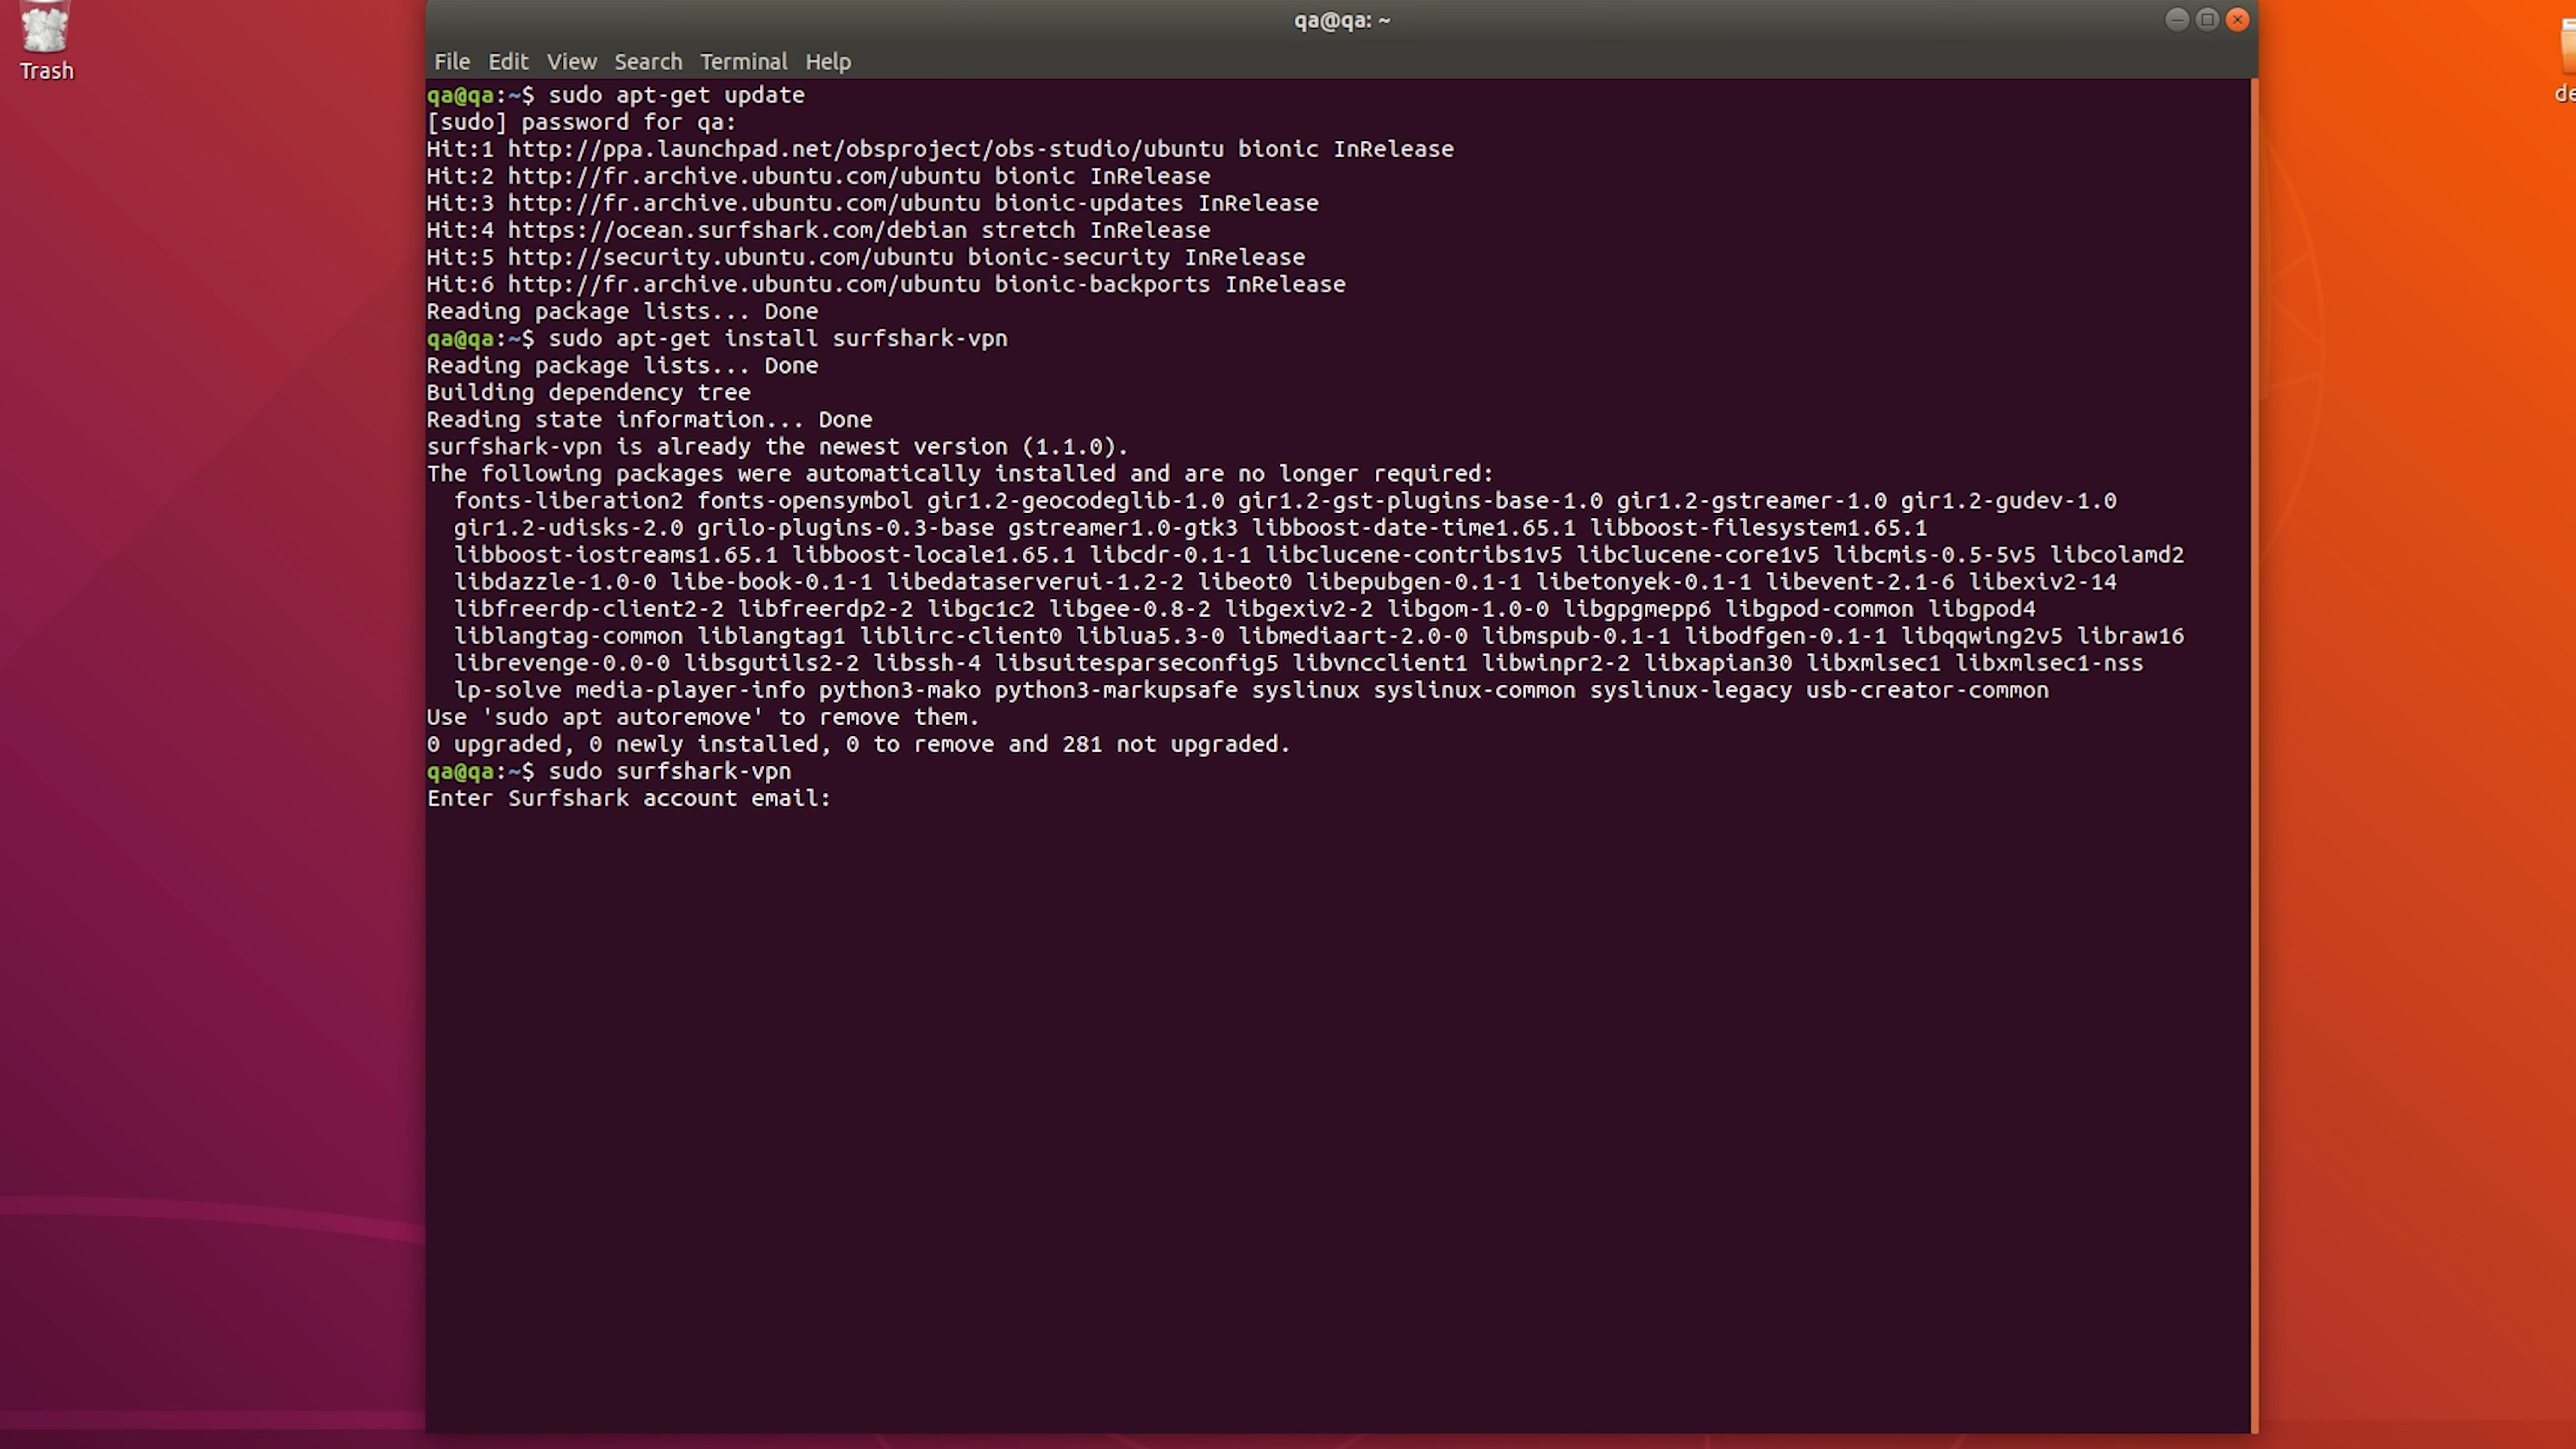 qa@qa: ~
Trash
de
File Edit View Search Terminal Help
qa@qa:~$ sudo apt-get update
[sudo] password for qa:
Hit:1 http://ppa.launchpad.net/obsproject/obs-studio/ubuntu bionic InRelease
Hit:2 http://fr.archive.ubuntu.com/ubuntu bionic InRelease
Hit:3 http://fr.archive.ubuntu.com/ubuntu bionic-updates InRelease
Hit:4 https://ocean.surfshark.com/debian stretch InRelease
Hit:5 http://security.ubuntu.com/ubuntu bionic-security InRelease
Hit:6 http://fr.archive.ubuntu.com/ubuntu bionic-backports InRelease
Reading package lists... Done
qa@qa:~$ sudo apt-get install surfshark-vpn
Reading package lists... Done
Building dependency tree
Reading state information... Done
surfshark-vpn is already the newest version (1.1.0).
The following packages were automatically installed and are no longer required:
  fonts-liberation2 fonts-opensymbol gir1.2-geocodeglib-1.0 gir1.2-gst-plugins-base-1.0 gir1.2-gstreamer-1.0 gir1.2-gudev-1.0
  gir1.2-udisks-2.0 grilo-plugins-0.3-base gstreamer1.0-gtk3 libboost-date-time1.65.1 libboost-filesystem1.65.1
  libboost-iostreams1.65.1 libboost-locale1.65.1 libcdr-0.1-1 libclucene-contribs1v5 libclucene-core1v5 libcmis-0.5-5v5 libcolamd2
  libdazzle-1.0-0 libe-book-0.1-1 libedataserverui-1.2-2 libeot0 libepubgen-0.1-1 libetonyek-0.1-1 libevent-2.1-6 libexiv2-14
  libfreerdp-client2-2 libfreerdp2-2 libgc1c2 libgee-0.8-2 libgexiv2-2 libgom-1.0-0 libgpgmepp6 libgpod-common libgpod4
  liblangtag-common liblangtag1 liblirc-client0 liblua5.3-0 libmediaart-2.0-0 libmspub-0.1-1 libodfgen-0.1-1 libqqwing2v5 libraw16
  librevenge-0.0-0 libsgutils2-2 libssh-4 libsuitesparseconfig5 libvncclient1 libwinpr2-2 libxapian30 libxmlsec1 libxmlsec1-nss
  lp-solve media-player-info python3-mako python3-markupsafe syslinux syslinux-common syslinux-legacy usb-creator-common
Use 'sudo apt autoremove' to remove them.
0 upgraded, 0 newly installed, 0 to remove and 281 not upgraded.
qa@qa:~$ sudo surfshark-vpn
Enter Surfshark account email: